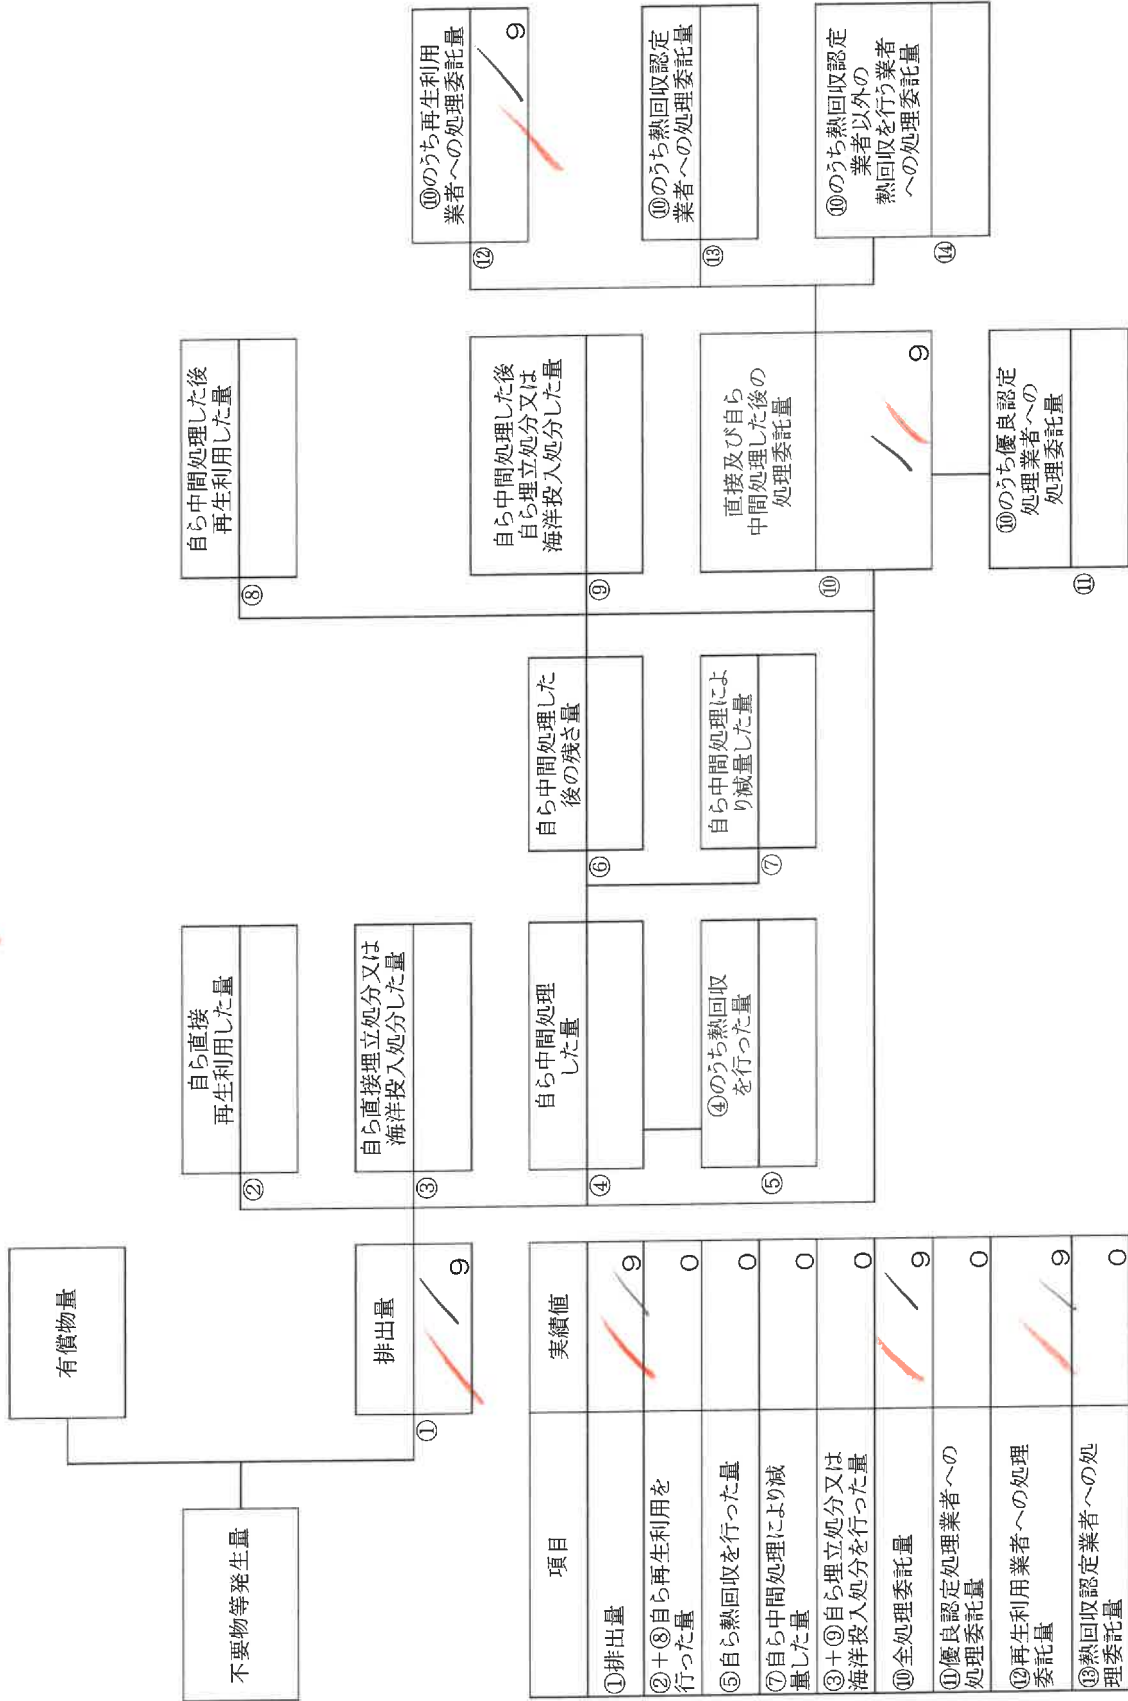 有償物量
不要物等発生量
排出量
①
9
自ら直接
再生利用した量
②
自ら直接埋立処分又は
海洋投入処分した量
③
自ら中間処理
した量
④
④のうち熱回収
を行った量
⑤
自ら中間処理した
後の残さ量
⑥
自ら中間処理によ
り減量した量
⑦
自ら中間処理した後
再生利用した量
⑧
自ら中間処理した後
自ら埋立処分又は
海洋投入処分した量
⑨
直接及び自ら
中間処理した後の
処理委託量
⑩
9
⑩のうち優良認定
処理業者への
処理委託量
⑪
⑩のうち再生利用
業者への処理委託量
⑫
9
⑩のうち熱回収認定
業者への処理委託量
⑬
⑩のうち熱回収認定
業者以外の
熱回収を行う業者
への処理委託量
⑭
項目 実績値
①排出量 9
②+⑧自ら再生利用を
行った量 0
⑤自ら熱回収を行った量 0
⑦自ら中間処理により減
量した量 0
③+⑨自ら埋立処分又は
海洋投入処分を行った量 0
⑩全処理委託量 9
⑪優良認定処理業者への
処理委託量 0
⑫再生利用業者への処理
委託量 9
⑬熱回収認定業者への処
理委託量 0